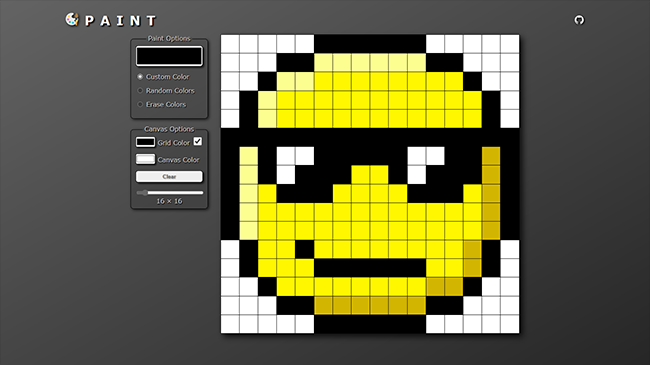 PAINT
Paint Options
Custom Color
Random Colors
Erase Colors
Canvas Options
Grid Color
Canvas Color
Clear
16 × 16